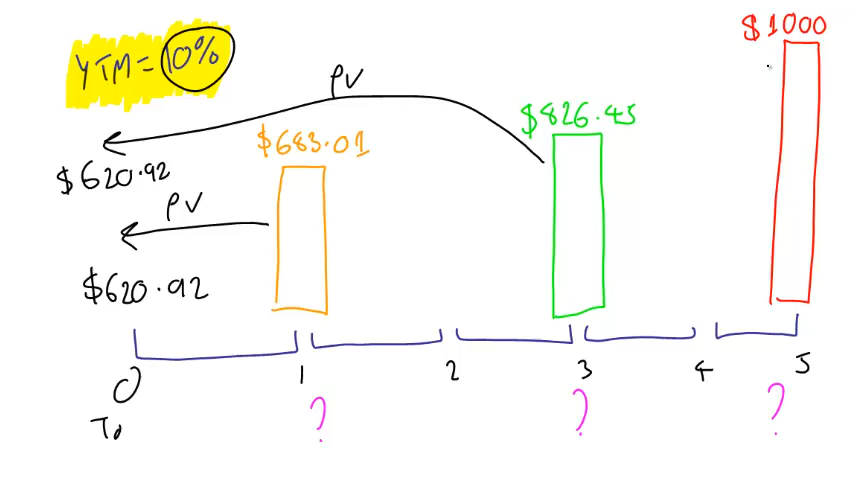 $1000
YTM = 10%
PV
$826.45
$683.01
$620.92
PV
$620.92
0 1 2 3 4 5
? ? ?
To